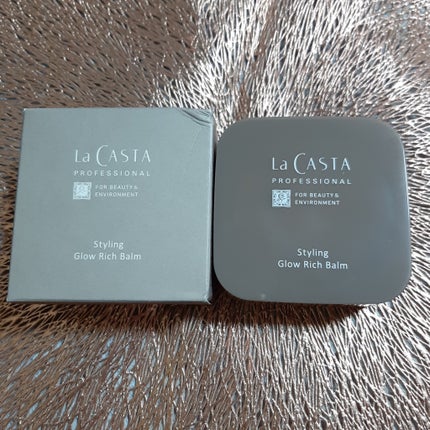 La CASTA
PROFESSIONAL
FOR BEAUTY &
ENVIRONMENT
Styling
Glow Rich Balm
La CASTA
PROFESSIONAL
FOR BEAUTY &
ENVIRONMENT
Styling
Glow Rich Balm